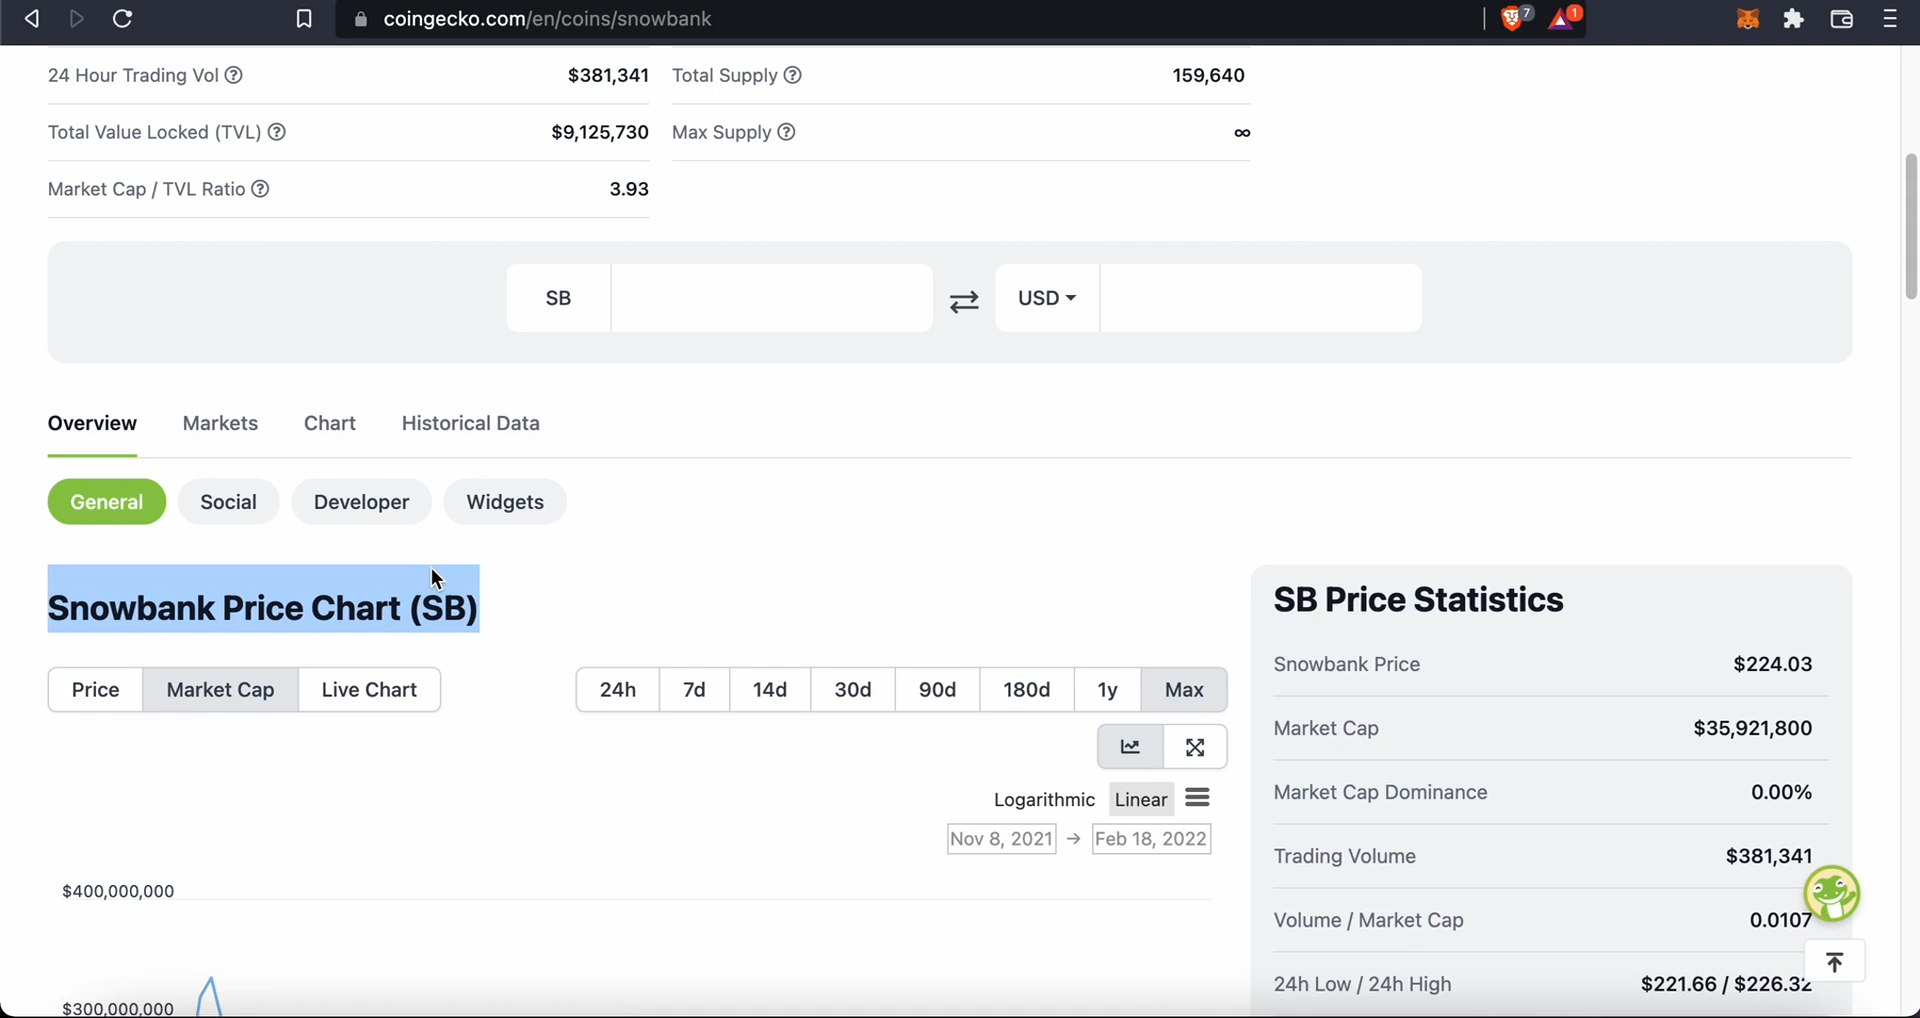 coingecko.com/en/coins/snowbank
7
1
24 Hour Trading Vol ? $381,341
Total Supply ? 159,640
Total Value Locked (TVL) ? $9,125,730
Max Supply ? ∞
Market Cap / TVL Ratio ? 3.93
SB
USD
Overview Markets Chart Historical Data
General Social Developer Widgets
Snowbank Price Chart (SB)
Price Market Cap Live Chart
24h 7d 14d 30d 90d 180d 1y Max
Logarithmic Linear
Nov 8, 2021 → Feb 18, 2022
$400,000,000
$300,000,000
SB Price Statistics
Snowbank Price $224.03
Market Cap $35,921,800
Market Cap Dominance 0.00%
Trading Volume $381,341
Volume / Market Cap 0.0107
24h Low / 24h High $221.66 / $226.32